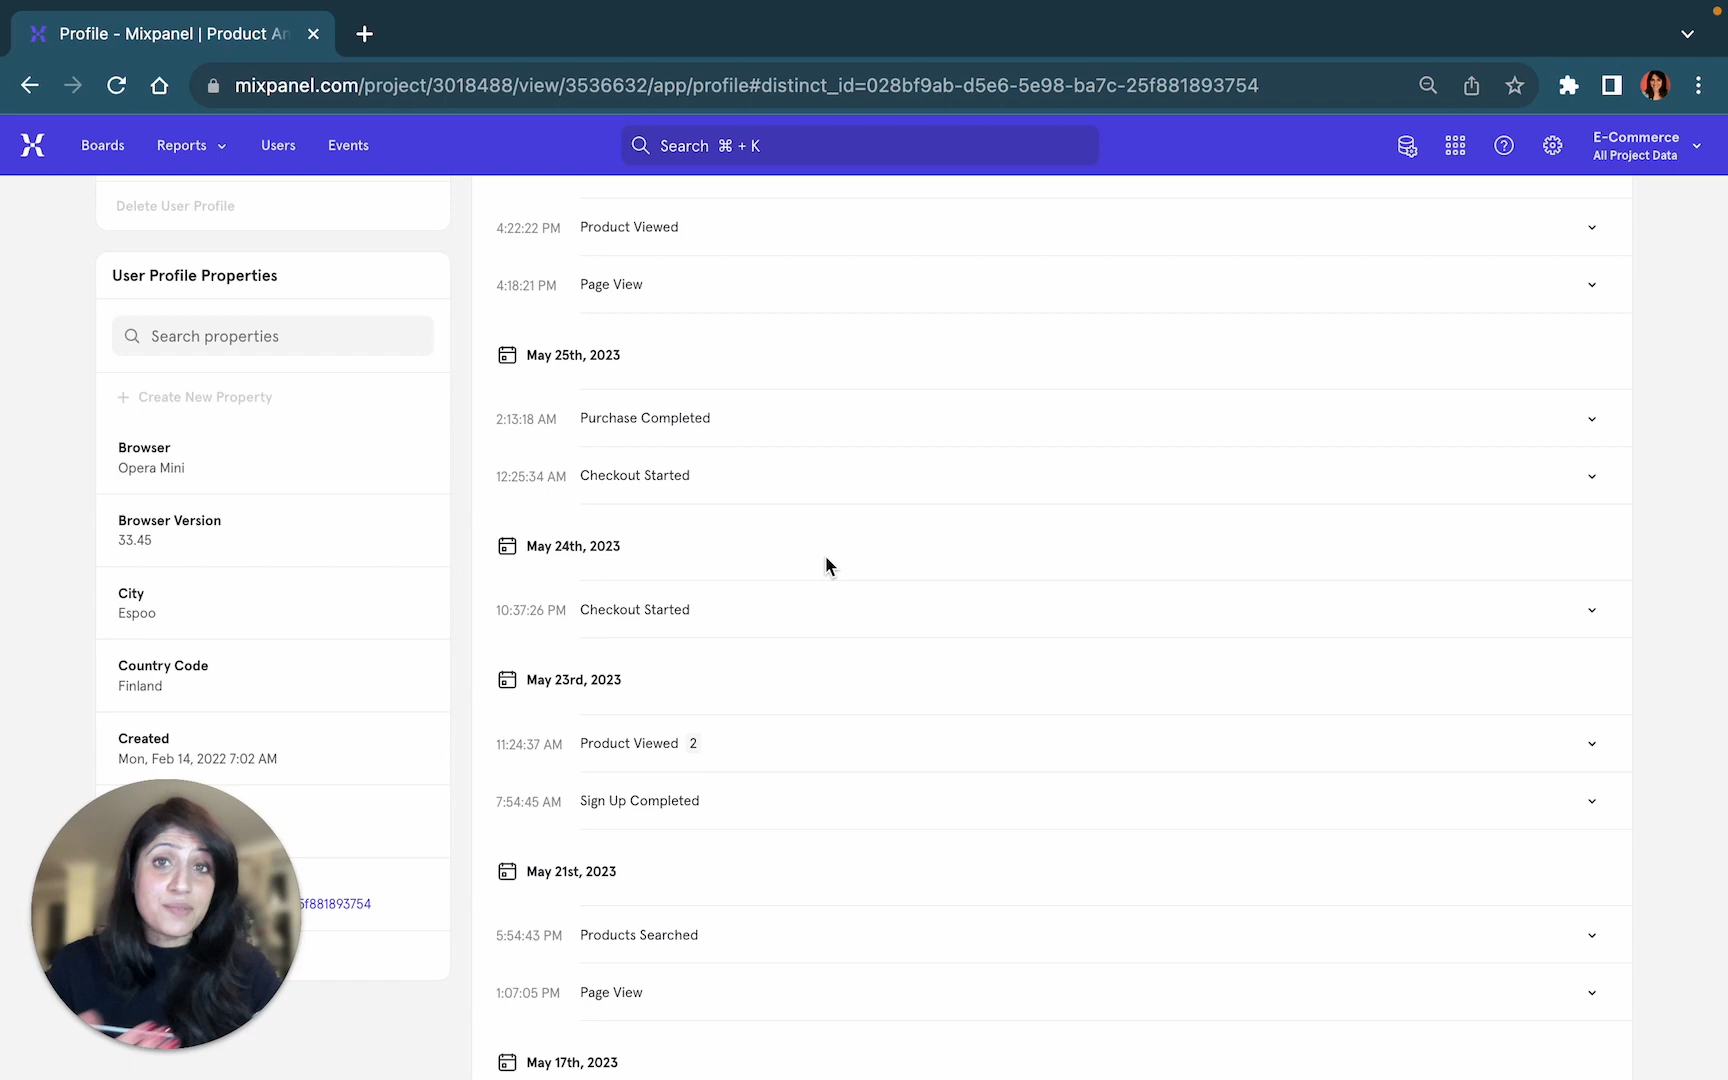 Profile - Mixpanel | Product An
mixpanel.com/project/3018488/view/3536632/app/profile#distinct_id=028bf9ab-d5e6-5e98-ba7c-25f881893754
Boards
Reports
Users
Events
Search ⌘ + K
E-Commerce
All Project Data
Delete User Profile
User Profile Properties
Search properties
+ Create New Property
Browser
Opera Mini
Browser Version
33.45
City
Espoo
Country Code
Finland
Created
Mon, Feb 14, 2022 7:02 AM
5f881893754
4:22:22 PM Product Viewed
4:18:21 PM Page View
May 25th, 2023
2:13:18 AM Purchase Completed
12:25:34 AM Checkout Started
May 24th, 2023
10:37:26 PM Checkout Started
May 23rd, 2023
11:24:37 AM Product Viewed 2
7:54:45 AM Sign Up Completed
May 21st, 2023
5:54:43 PM Products Searched
1:07:05 PM Page View
May 17th, 2023